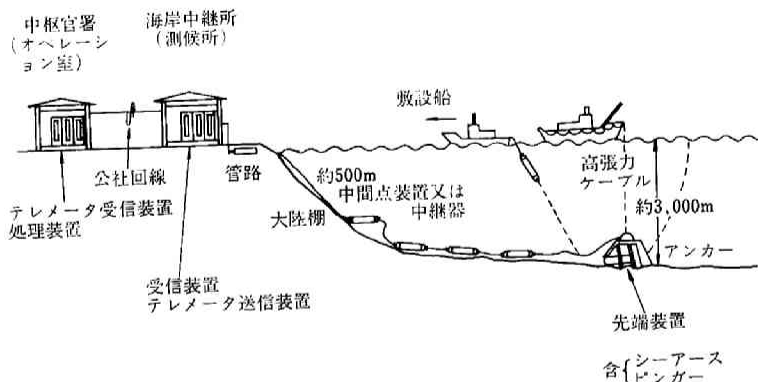 中枢官署
(オペレーシ
ョン室)
海岸中継所
(測候所)
敷設船
公社回線
管路
約500m
中間点装置又は
中継器
大陸棚
高張力
ケーブル
約3,000m
アンカー
テレメータ受信装置
処理装置
受信装置
テレメータ送信装置
先端装置
含{シーアース
ピンガー